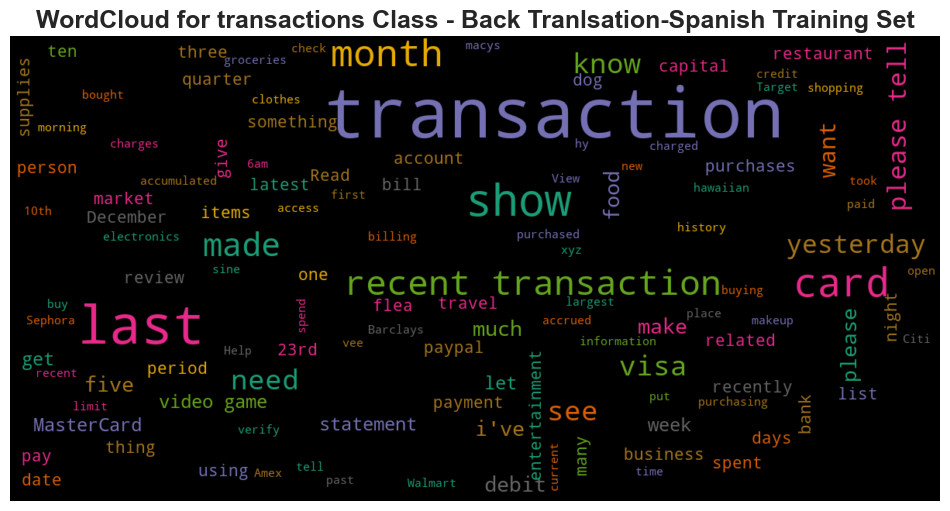 WordCloud for transactions Class - Back Tranlsation-Spanish Training Set
ten
three
check
groceries
month
macys
know
capital
restaurant
supplies
quarter
dog
credit
Target
shopping
please tell
bought
clothes
transaction
morning
something
charges
give
6am
hy
charged
want
person
account
purchases
accumulated
latest
Read
bill
View
new
took
market
first
show
food
hawaiian
paid
10th
December
items
access
history
electronics
made
billing
purchased
xyz
yesterday
sine
review
one
recent transaction
card
open
buying
buy
last
spend
flea
travel
largest
place
night
Sephora
Barclays
much
accrued
make
makeup
please
Citi
get
Help
23rd
vee
paypal
information
related
recent
five
period
need
let
entertainment
visa
recently
list
limit
video game
payment
put
purchasing
bank
MasterCard
verify
statement
i've
see
week
thing
many
days
pay
using
Amex
tell
current
business
spent
date
past
Walmart
debit
time